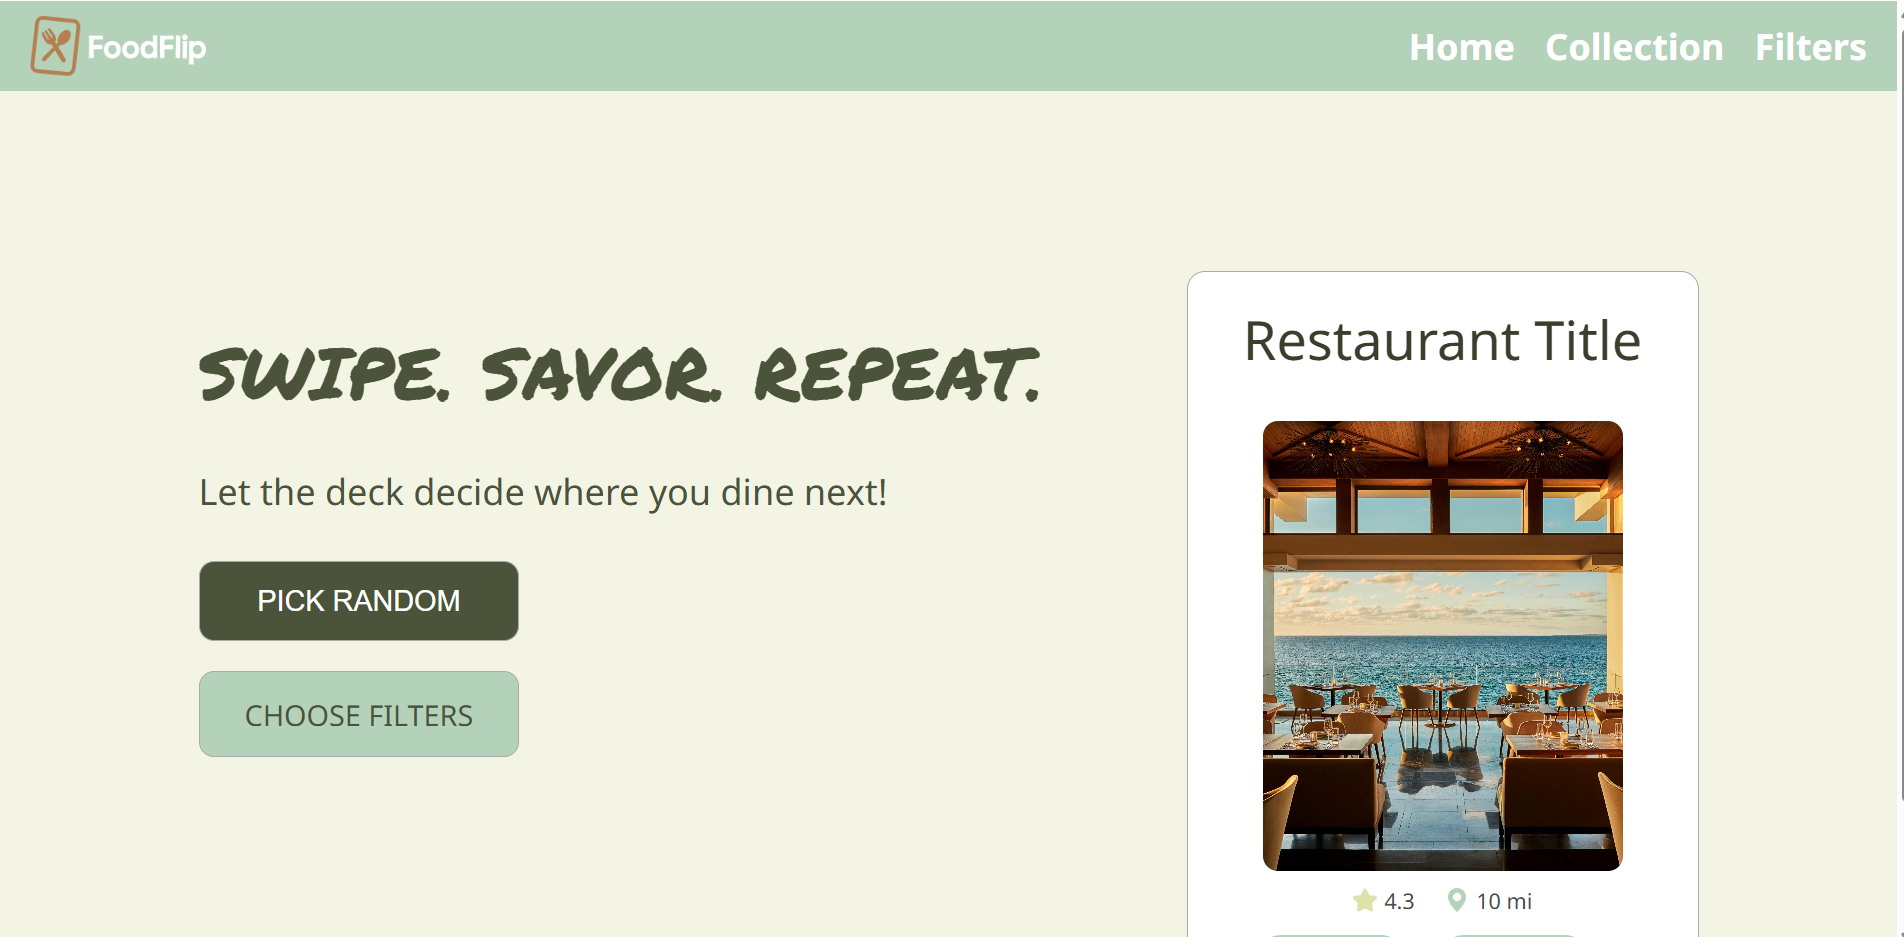 FoodFlip
Home Collection Filters
Restaurant Title
SWIPE. SAVOR. REPEAT.
Let the deck decide where you dine next!
PICK RANDOM
CHOOSE FILTERS
4.3 10 mi